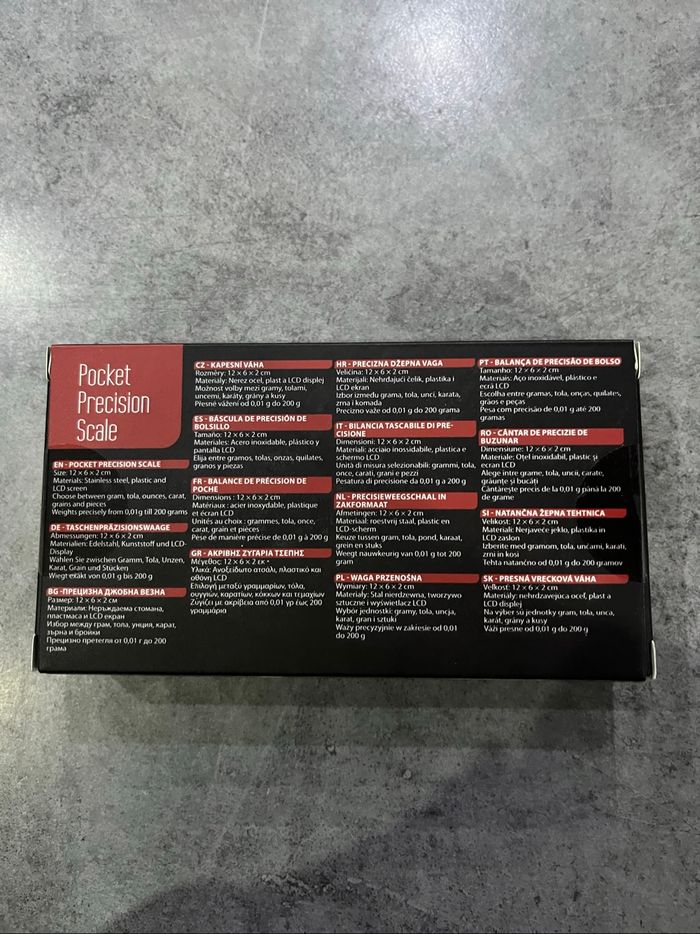 Pocket
Precision
Scale
EN - POCKET PRECISION SCALE
Size: 12 × 6 × 2 cm
Materials: Stainless steel, plastic and
LCD screen
Choose between gram, tola, ounces, carat,
grains and pieces
Weights precisely from 0,01g till 200 grams
DE - TASCHENPRÄZISIONSWAAGE
Abmessungen: 12 × 6 × 2 cm
Materialien: Edelstahl, Kunststoff und LCD-
Display
Wählen Sie zwischen Gramm, Tola, Unzen,
Karat, Grain und Stücken
Wiegt exakt von 0,01 g bis 200 g
BG -ПРЕЦИЗНА ДЖОБНА ВЕЗНА
Размер: 12 × 6 × 2 см
Материали: Неръждаема стомана,
пластмаса и LCD екран
Избор между грам, тола, унция, карат,
зърна и бройки
Прецизно претегля от 0,01 г до 200
грама
CZ - KAPESNÍ VÁHA
Rozměry: 12 × 6 × 2 cm
Materiály: Nerez ocel, plast a LCD displej
Možnost volby mezi gramy, tolami,
uncemi, karáty, grány a kusy
Přesné vážení od 0,01 g do 200 g
ES - BÁSCULA DE PRECISIÓN DE
BOLSILLO
Tamaño: 12 × 6 × 2 cm
Materiales: Acero inoxidable, plástico y
pantalla LCD
Elija entre gramos, tolas, onzas, quilates,
granos y piezas
FR - BALANCE DE PRÉCISION DE
POCHE
Dimensions : 12 × 6 × 2 cm
Matériaux : acier inoxydable, plastique
et écran LCD
Unités au choix : grammes, tola, once,
carat, grain et pièces
Pèse de manière précise de 0,01 g à 200 g
GR - ΑΚΡΙΒΗΣ ΖΥΓΑΡΙΑ ΤΣΕΠΗΣ
Μέγεθος: 12 × 6 × 2 εκ •
Υλικά: Ανοξείδωτο ατσάλι, πλαστικό και
οθόνη LCD
Επιλογή μεταξύ γραμμαρίων, τόλα,
ουγγιών, καρατίων, κόκκων και τεμαχίων
Ζυγίζει με ακρίβεια από 0,01 γρ έως 200
γραμμάρια
HR - PRECIZNA DŽEPNA VAGA
Veličina: 12 × 6 × 2 cm
Materijali: Nehrđajući čelik, plastika i
LCD ekran
Izbor između grama, tola, unci, karata,
zrna i komada
Precizno važe od 0,01 g do 200 grama
IT - BILANCIA TASCABILE DI PRE-
CISIONE
Dimensioni: 12 × 6 × 2 cm
Materiali: acciaio inossidabile, plastica e
schermo LCD
Unità di misura selezionabili: grammi, tola,
once, carati, grani e pezzi
Pesatura di precisione da 0,01 g a 200 g
NL - PRECISIEWEEGSCHAAL IN
ZAKFORMAAT
Afmetingen: 12 × 6 × 2 cm
Materiaal: roestvrij staal, plastic en
LCD-scherm
Keuze tussen gram, tola, pond, karaat,
grein en stuks
Weegt nauwkeurig van 0,01 g tot 200
gram
PL - WAGA PRZENOŚNA
Wymiary: 12 × 6 × 2 cm
Materiały: Stal nierdzewna, tworzywo
sztuczne i wyświetlacz LCD
Wybór jednostki: gramy, tola, uncja,
karat, gran i sztuki
Waży precyzyjnie w zakresie od 0,01
do 200 g
PT - BALANÇA DE PRECISÃO DE BOLSO
Tamanho: 12 × 6 × 2 cm
Materiais: Aço inoxidável, plástico e
ecrã LCD
Escolha entre gramas, tola, onças, quilates,
grãos e peças
Pesa com precisão de 0,01 g até 200
gramas
RO - CÂNTAR DE PRECIZIE DE
BUZUNAR
Dimensiune: 12 × 6 × 2 cm
Materiale: Oțel inoxidabil, plastic și
ecran LCD
Alege între grame, tola, uncii, carate,
grăunțe și bucăți
Cântărește precis de la 0,01 g până la 200
de grame
SI - NATANČNA ŽEPNA TEHTNICA
Velikost: 12 × 6 × 2 cm
Materiali: Nerjaveče jeklo, plastika in
LCD zaslon
Izberite med gramom, tola, unčami, karati,
zrni in kosi
Tehta natančno od 0,01 g do 200 gramov
SK - PRESNÁ VRECKOVÁ VÁHA
Veľkosť: 12 × 6 × 2 cm
Materiály: nehrdzavejúca oceľ, plast a
LCD displej
Na výber sú jednotky gram, tola, unca,
karát, grány a kusy
Váži presne od 0,01 g do 200 g